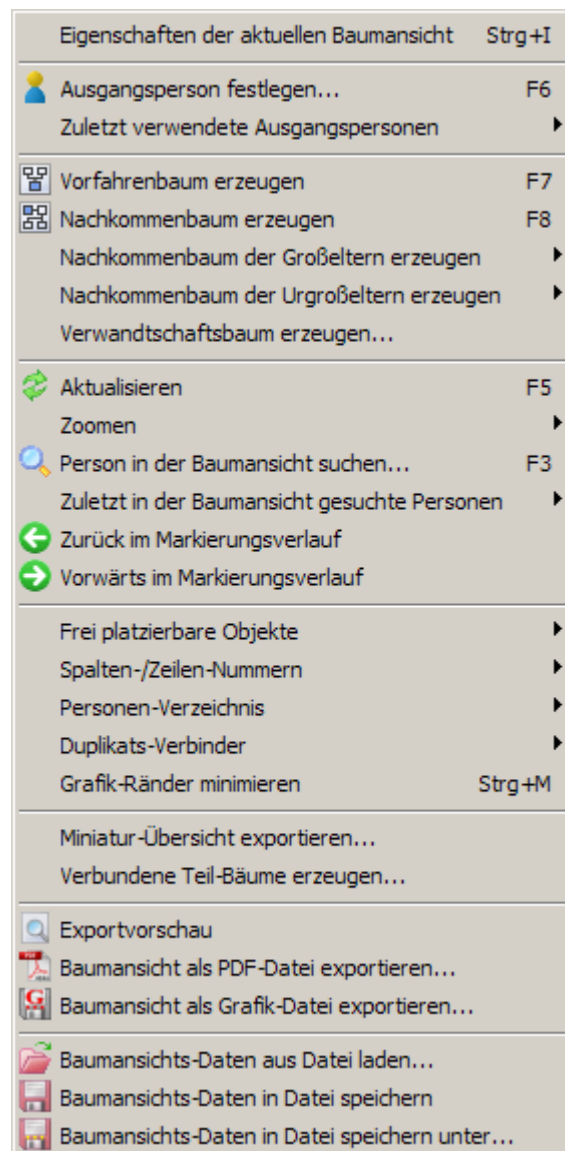 Eigenschaften der aktuellen Baumansicht Strg+I
Ausgangsperson festlegen... F6
Zuletzt verwendete Ausgangspersonen
Vorfahrenbaum erzeugen F7
Nachkommenbaum erzeugen F8
Nachkommenbaum der Großeltern erzeugen
Nachkommenbaum der Urgroßeltern erzeugen
Verwandtschaftsbaum erzeugen...
Aktualisieren F5
Zoomen
Person in der Baumansicht suchen... F3
Zuletzt in der Baumansicht gesuchte Personen
Zurück im Markierungsverlauf
Vorwärts im Markierungsverlauf
Frei platzierbare Objekte
Spalten-/Zeilen-Nummern
Personen-Verzeichnis
Duplikats-Verbinder
Grafik-Ränder minimieren Strg+M
Miniatur-Übersicht exportieren...
Verbundene Teil-Bäume erzeugen...
Exportvorschau
Baumansicht als PDF-Datei exportieren...
Baumansicht als Grafik-Datei exportieren...
Baumansichts-Daten aus Datei laden...
Baumansichts-Daten in Datei speichern
Baumansichts-Daten in Datei speichern unter...